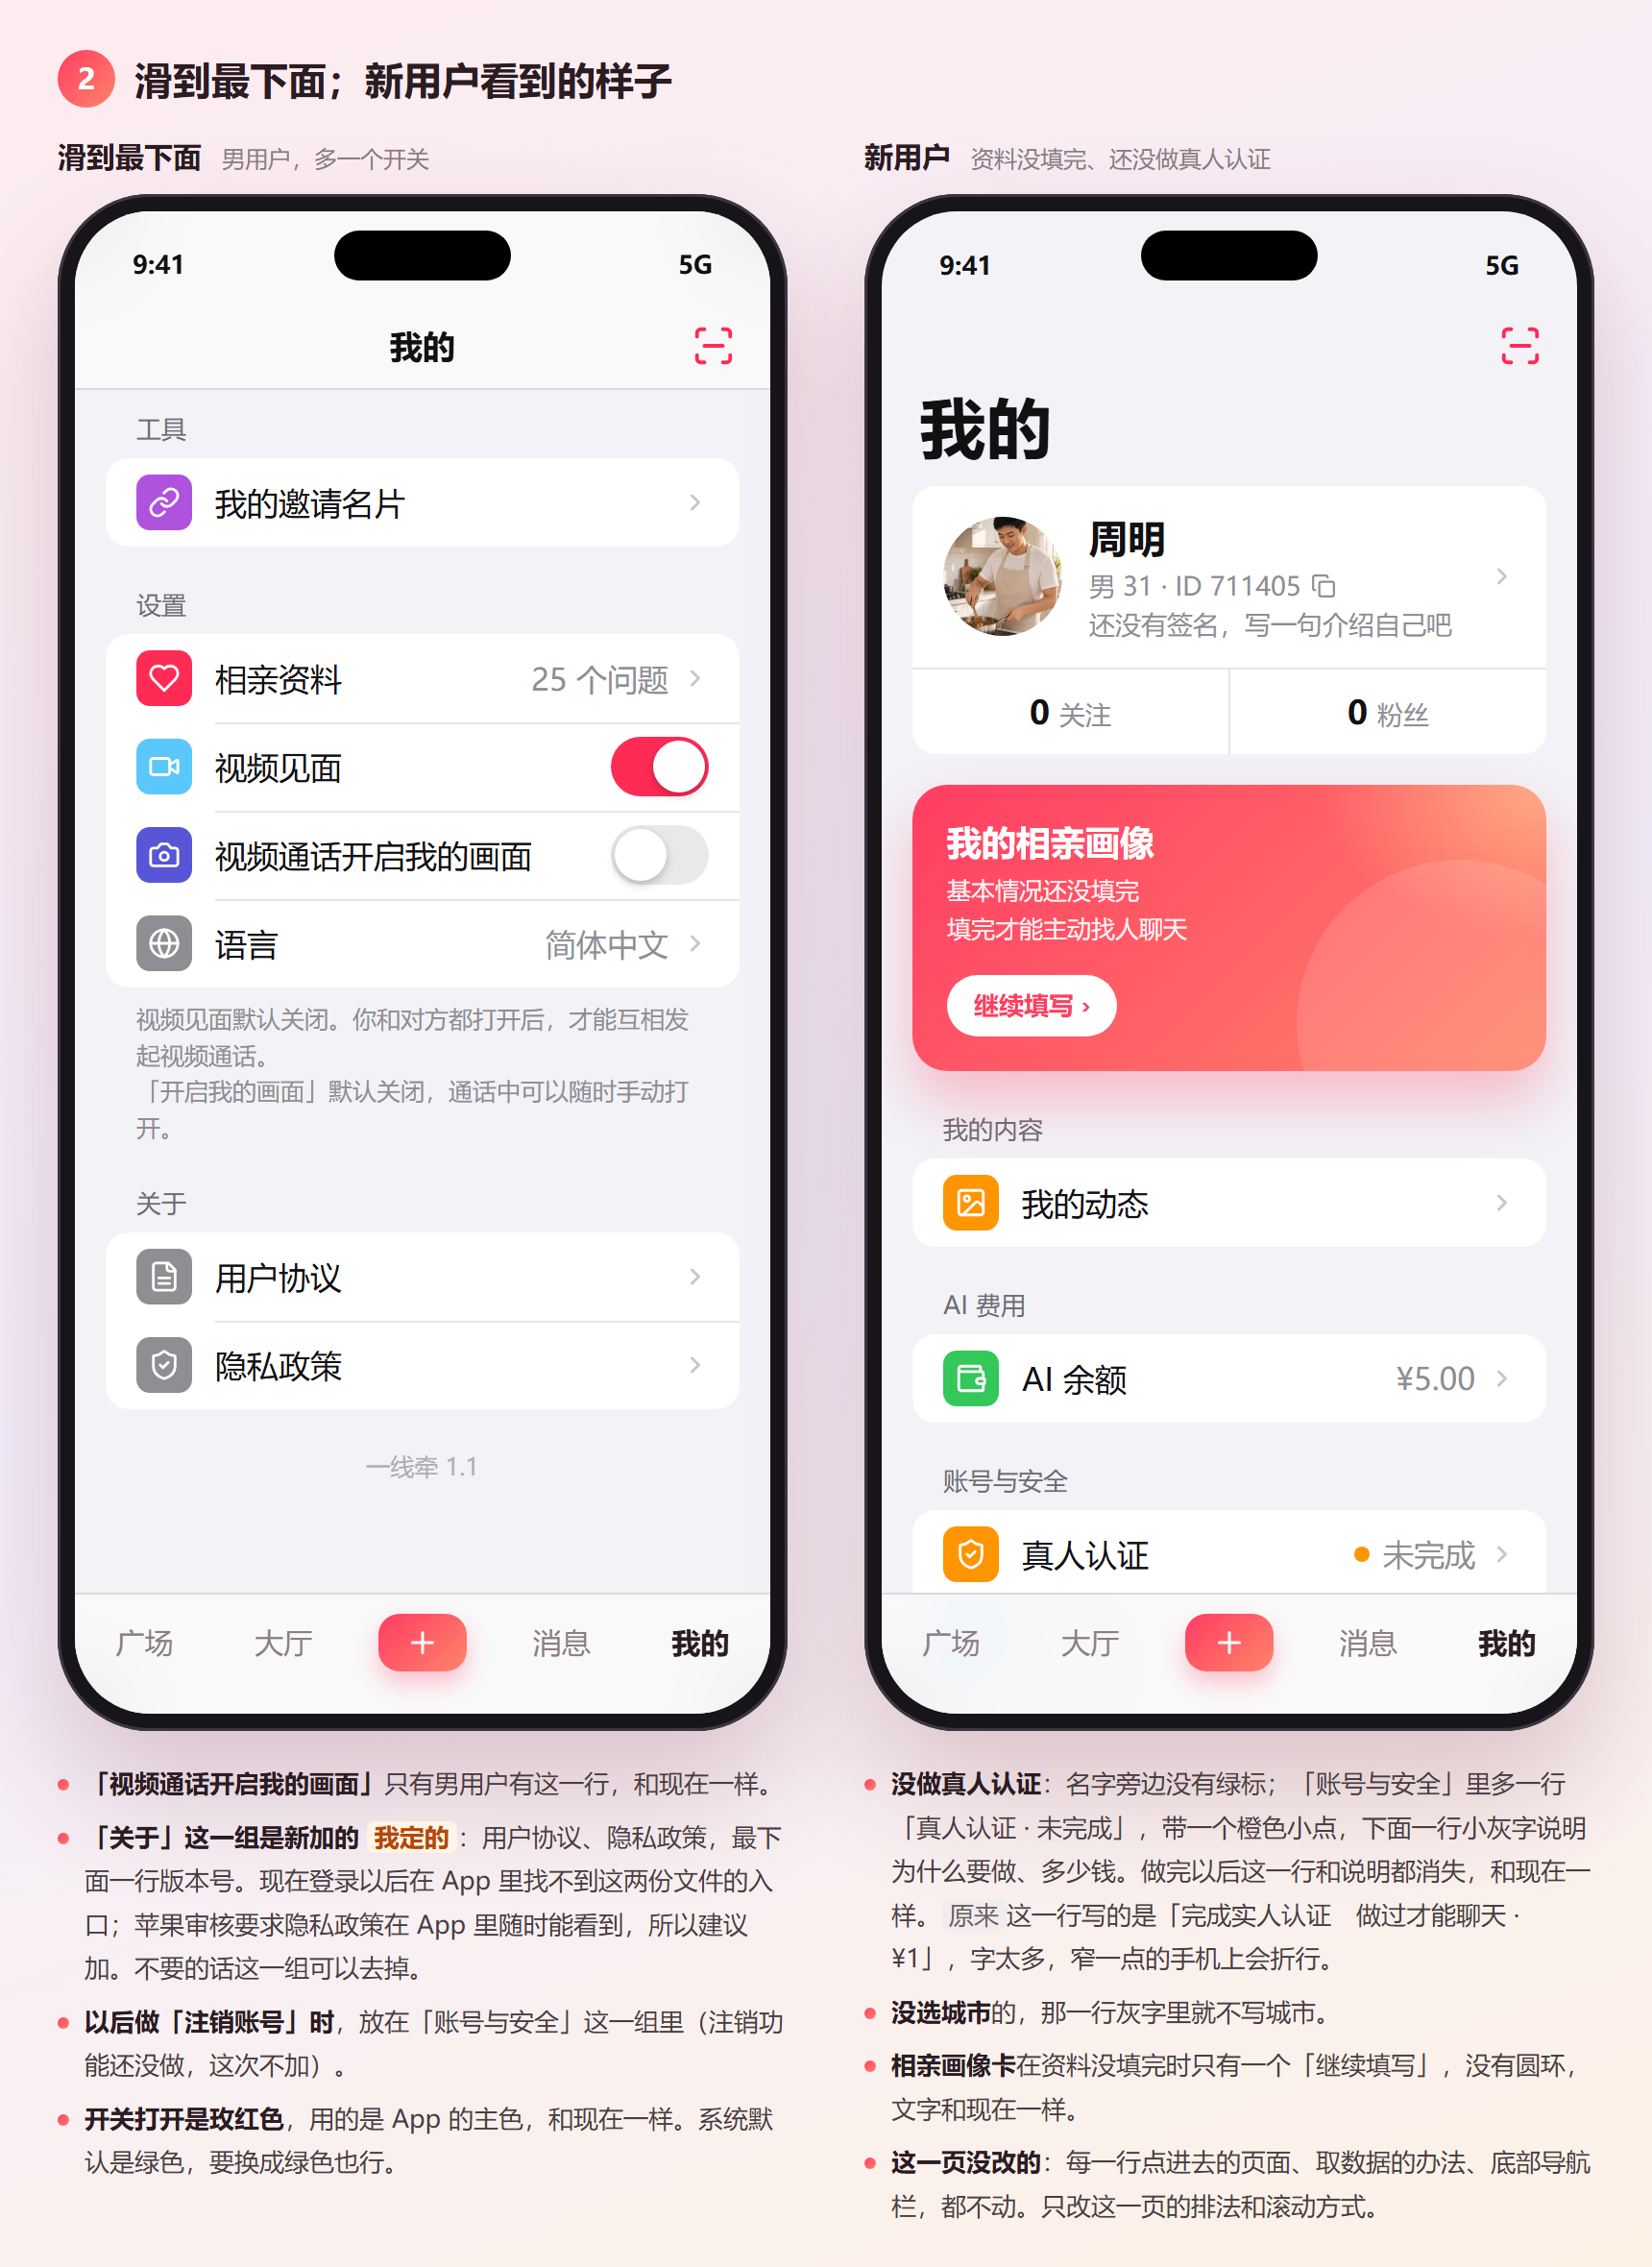 2 滑到最下面；新用户看到的样子
滑到最下面 男用户，多一个开关
9:41 5G
我的
工具
我的邀请名片
设置
相亲资料 25 个问题
视频见面
视频通话开启我的画面
语言 简体中文
视频见面默认关闭。你和对方都打开后，才能互相发
起视频通话。
「开启我的画面」默认关闭，通话中可以随时手动打
开。
关于
用户协议
隐私政策
一线牵 1.1
广场 大厅 消息 我的
「视频通话开启我的画面」只有男用户有这一行，和现在一样。
「关于」这一组是新加的 我定的 ：用户协议、隐私政策，最下
面一行版本号。现在登录以后在 App 里找不到这两份文件的入
口；苹果审核要求隐私政策在 App 里随时能看到，所以建议
加。不要的话这一组可以去掉。
以后做「注销账号」时，放在「账号与安全」这一组里（注销功
能还没做，这次不加）。
开关打开是玫红色，用的是 App 的主色，和现在一样。系统默
认是绿色，要换成绿色也行。
新用户 资料没填完、还没做真人认证
9:41 5G
我的
周明
男 31 · ID 711405
还没有签名，写一句介绍自己吧
0 关注 0 粉丝
我的相亲画像
基本情况还没填完
填完才能主动找人聊天
继续填写 ›
我的内容
我的动态
AI 费用
AI 余额 ¥5.00
账号与安全
真人认证 未完成
广场 大厅 消息 我的
没做真人认证：名字旁边没有绿标；「账号与安全」里多一行
「真人认证 · 未完成」，带一个橙色小点，下面一行小灰字说明
为什么要做、多少钱。做完以后这一行和说明都消失，和现在一
样。 原来 这一行写的是「完成实人认证　做过才能聊天 ·
¥1」，字太多，窄一点的手机上会折行。
没选城市的，那一行灰字里就不写城市。
相亲画像卡在资料没填完时只有一个「继续填写」，没有圆环，
文字和现在一样。
这一页没改的：每一行点进去的页面、取数据的办法、底部导航
栏，都不动。只改这一页的排法和滚动方式。